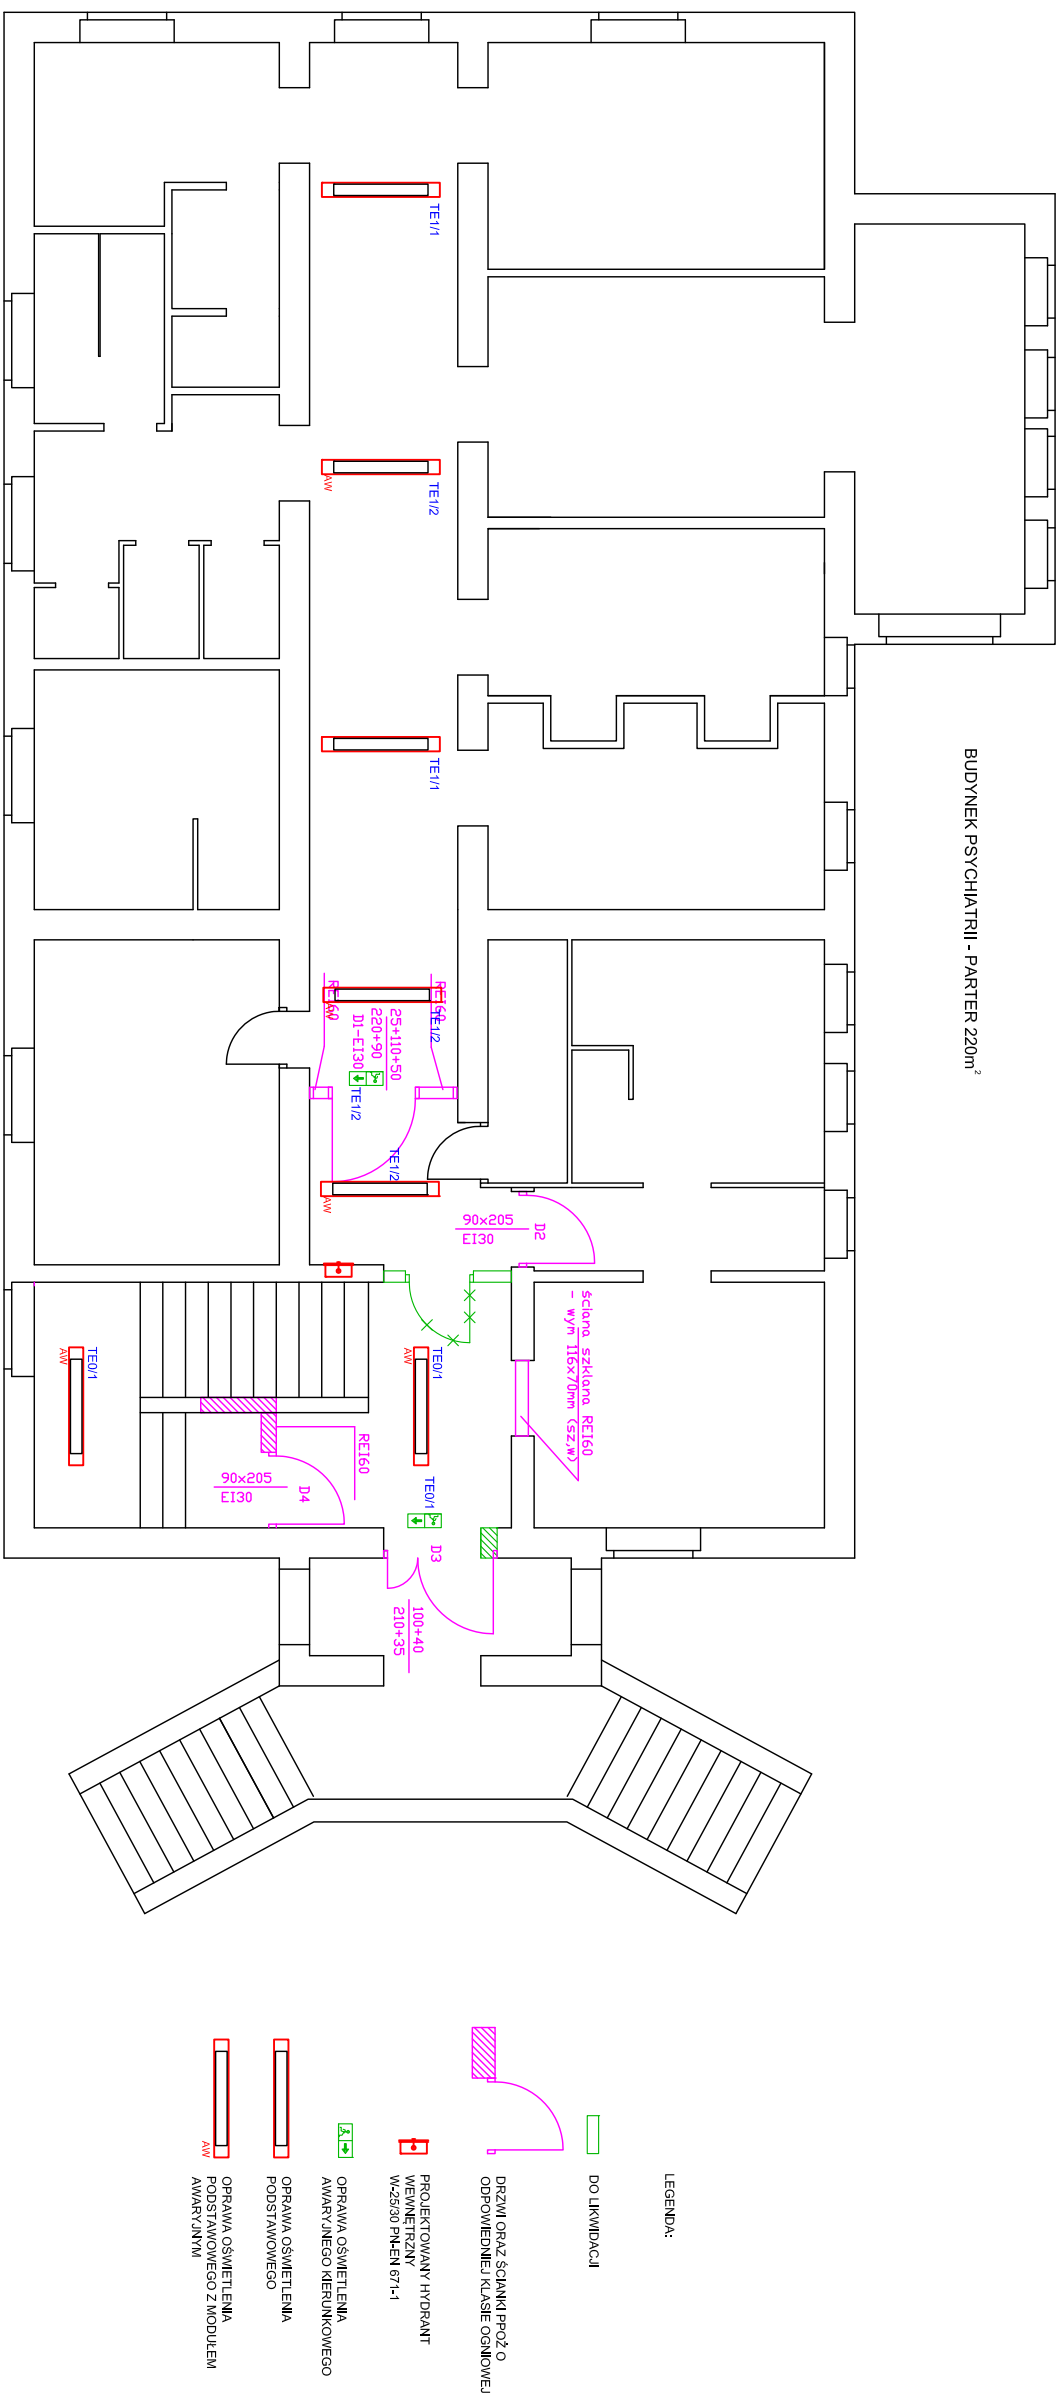 BUDYNEK PSYCHIATRII - PARTER 220m²
TE1/1
TE1/2
AW
TE1/1
REI60
REI60
AW
TE1/2
25+110+50
220+90
D1-EI30
TE1/2
TE1/2
AW
D2
90x205
EI30
ściana szklana REI60
- wym 116x70mm (sz,w)
TE0/1
AW
TE0/1
AW
REI60
D4
90x205
EI30
TE0/1
D3
100+40
210+35
LEGENDA:
DO LIKWIDACJI
DRZWI ORAZ ŚCIANKI PPOŻ O
ODPOWIEDNIEJ KLASIE OGNIOWEJ
PROJEKTOWANY HYDRANT
WEWNĘTRZNY
W-25/30 PN-EN 671-1
OPRAWA OŚWIETLENIA
AWARYJNEGO KIERUNKOWEGO
OPRAWA OŚWIETLENIA
PODSTAWOWEGO
AW
OPRAWA OŚWIETLENIA
PODSTAWOWEGO Z MODUŁEM
AWARYJNYM